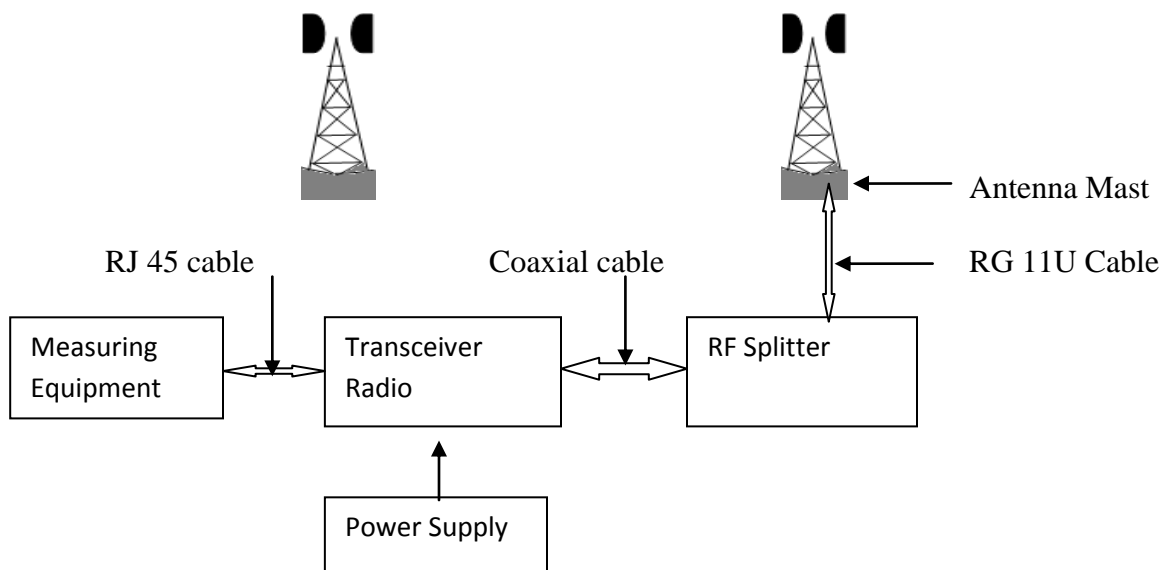 Antenna Mast
RJ 45 cable
Coaxial cable
RG 11U Cable
Measuring
Equipment
Transceiver
Radio
RF Splitter
Power Supply